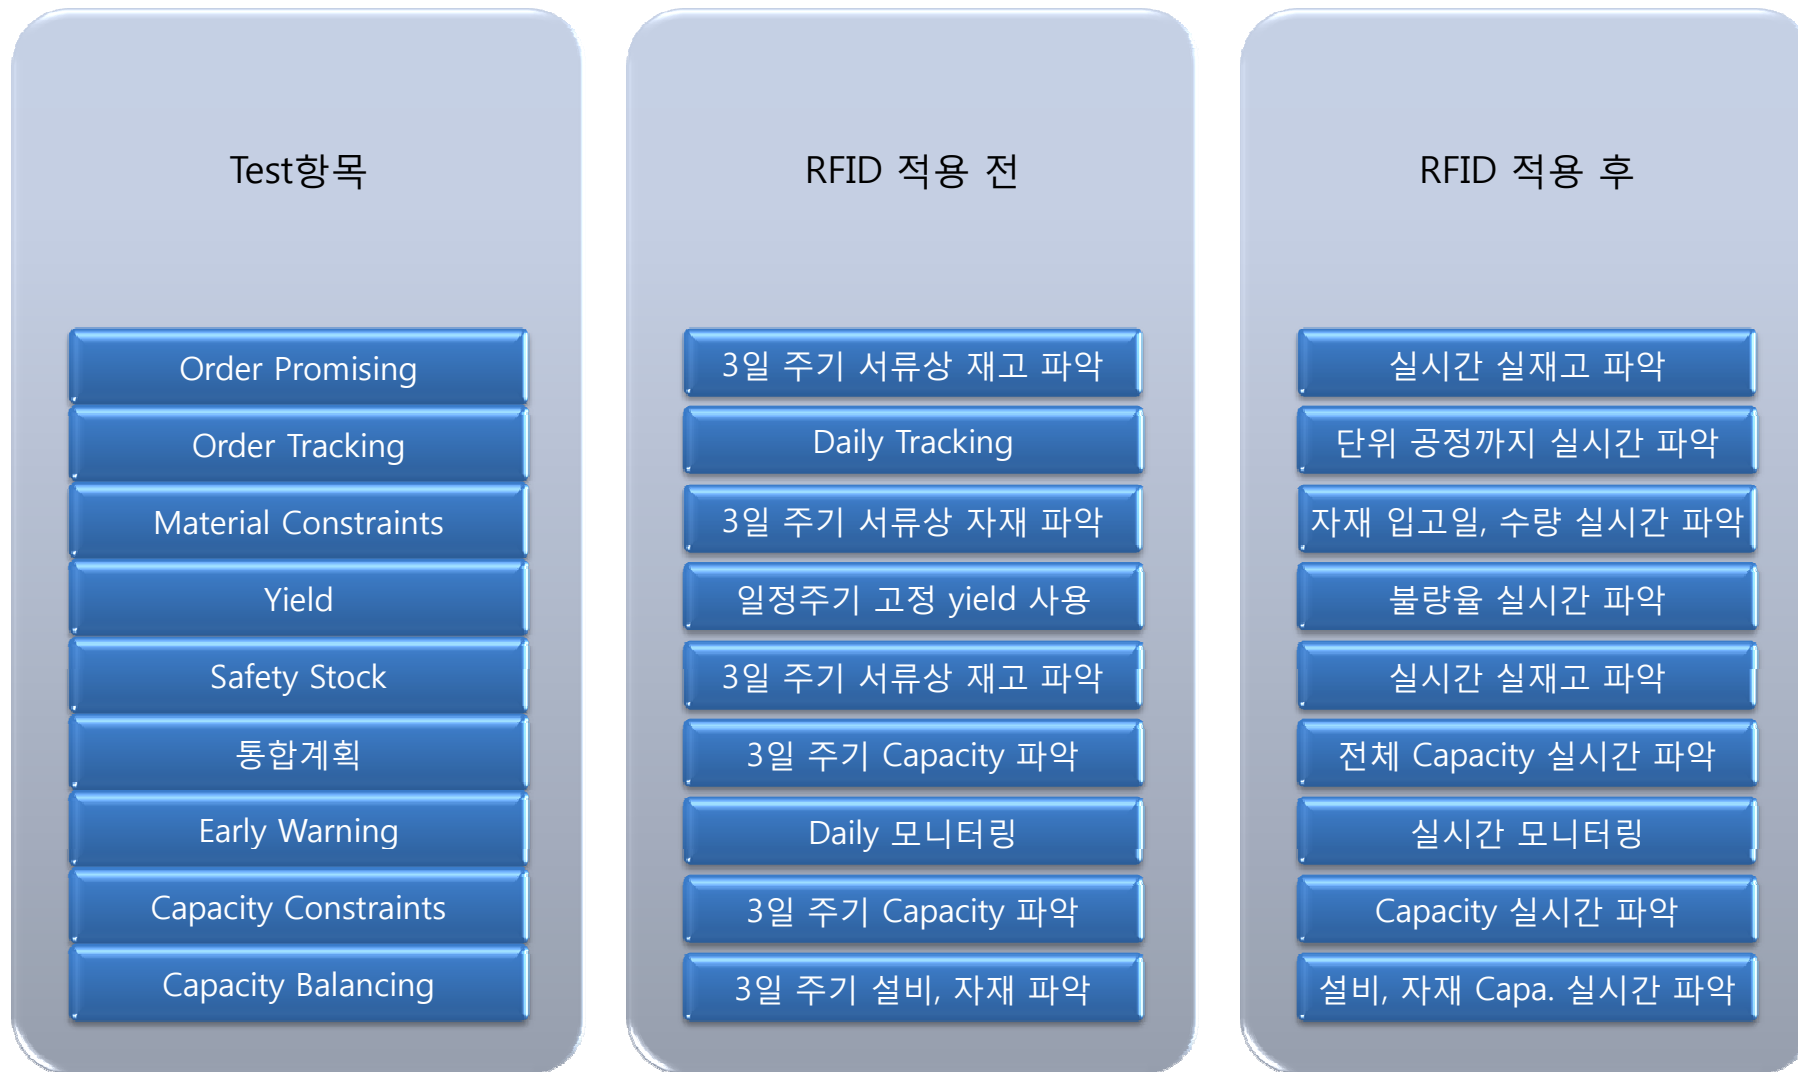 Test항목
Order Promising
Order Tracking
Material Constraints
Yield
Safety Stock
통합계획
Early Warning
Capacity Constraints
Capacity Balancing
RFID 적용 전
3일 주기 서류상 재고 파악
Daily Tracking
3일 주기 서류상 자재 파악
일정주기 고정 yield 사용
3일 주기 서류상 재고 파악
3일 주기 Capacity 파악
Daily 모니터링
3일 주기 Capacity 파악
3일 주기 설비, 자재 파악
RFID 적용 후
실시간 실재고 파악
단위 공정까지 실시간 파악
자재 입고일, 수량 실시간 파악
불량율 실시간 파악
실시간 실재고 파악
전체 Capacity 실시간 파악
실시간 모니터링
Capacity 실시간 파악
설비, 자재 Capa. 실시간 파악